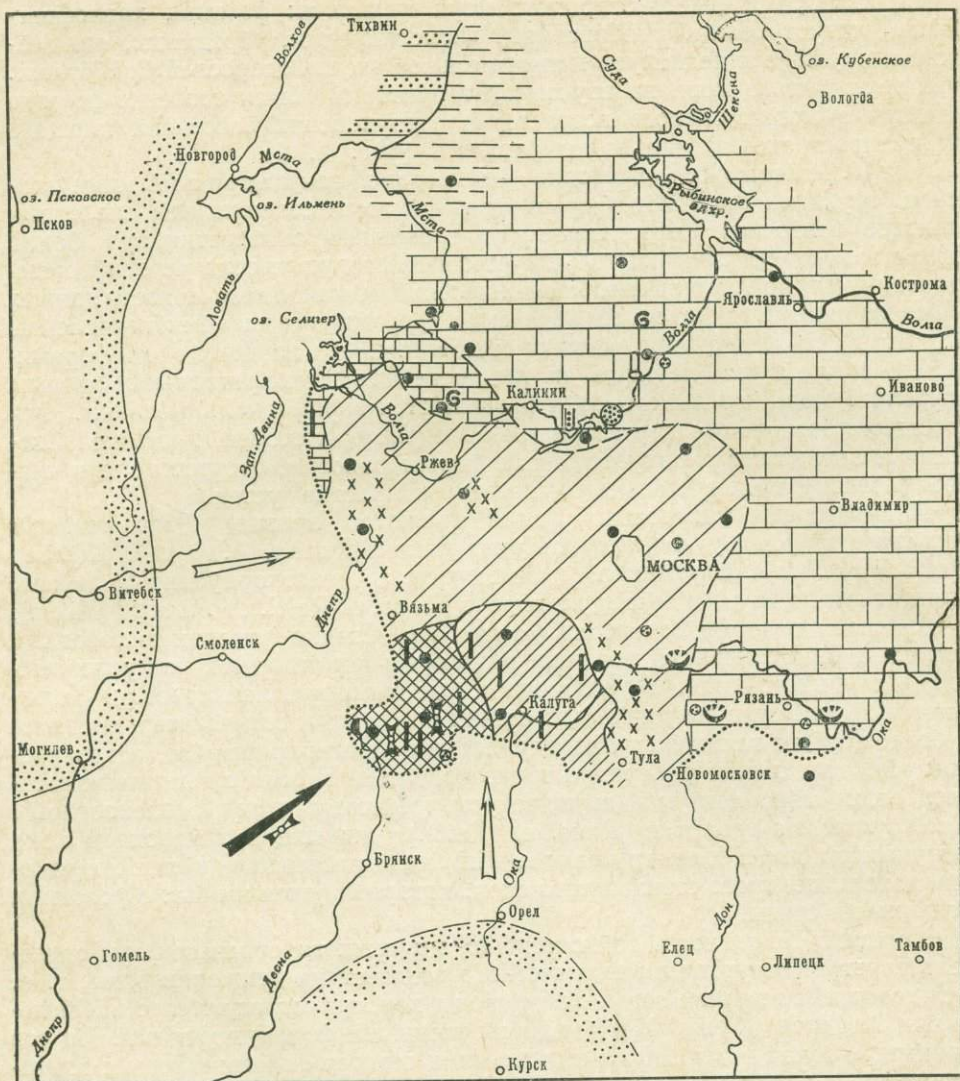 Тихвин
Волхов
Суда
Шексна
оз. Кубенское
Вологда
Новгород
Мста
оз. Псковское
Псков
оз. Ильмень
Мста
Рыбинское
вдхр.
Ловать
Ярославль
Кострома
Волга
оз. Селигер
Волга
Зап. Двина
Калинин
Иваново
Волга
Ржев
Владимир
МОСКВА
Витебск
Днепр
Вязьма
Смоленск
Калуга
Рязань
Ока
Могилев
Тула
Новомосковск
Брянск
Ока
Орел
Дон
Гомель
Десна
Елец
Липецк
Тамбов
Днепр
Курск